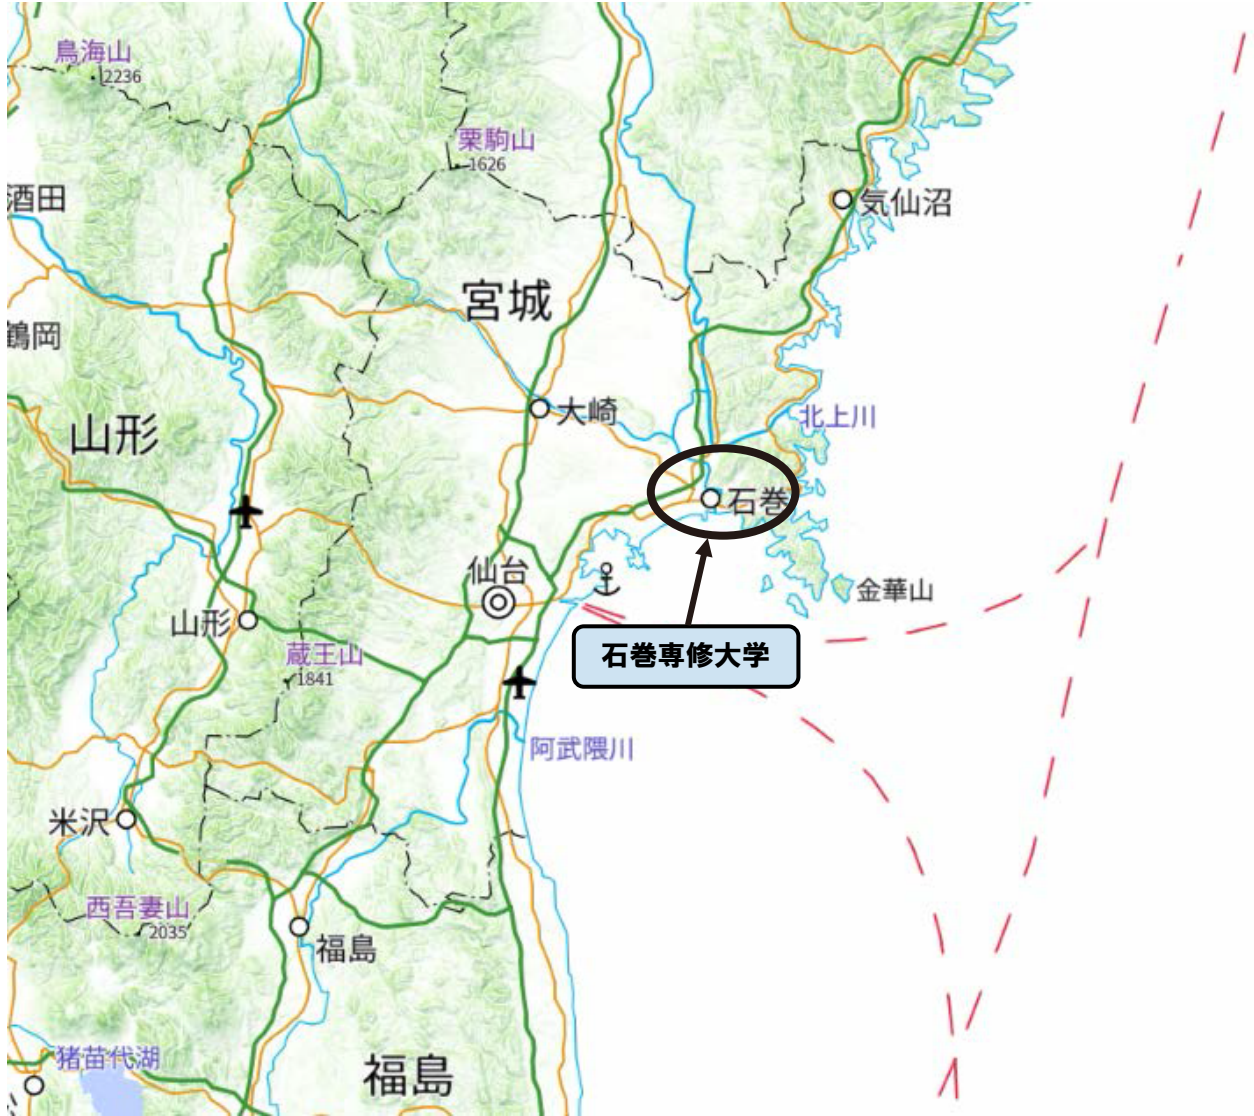 鳥海山
2236
栗駒山
1626
酒田
気仙沼
宮城
鶴岡
大崎
北上川
山形
石巻
仙台
金華山
山形
石巻専修大学
蔵王山
1841
阿武隈川
米沢
西吾妻山
2035
福島
猪苗代湖
福島